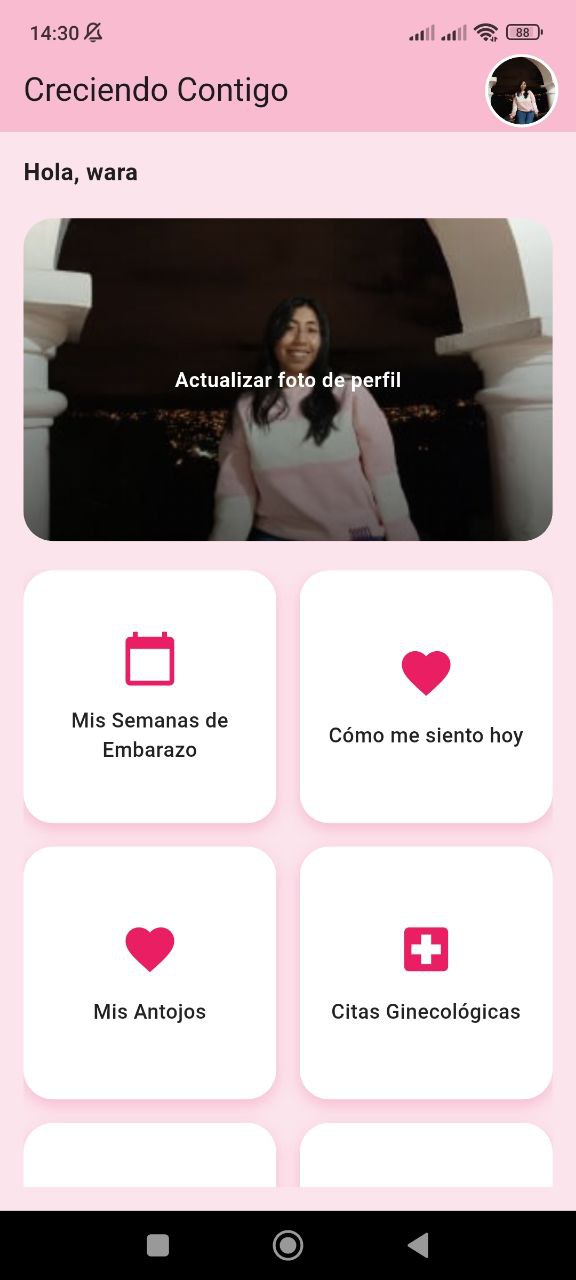 14:30
88
Creciendo Contigo
Hola, wara
Actualizar foto de perfil
Mis Semanas de
Embarazo
Cómo me siento hoy
Mis Antojos
Citas Ginecológicas